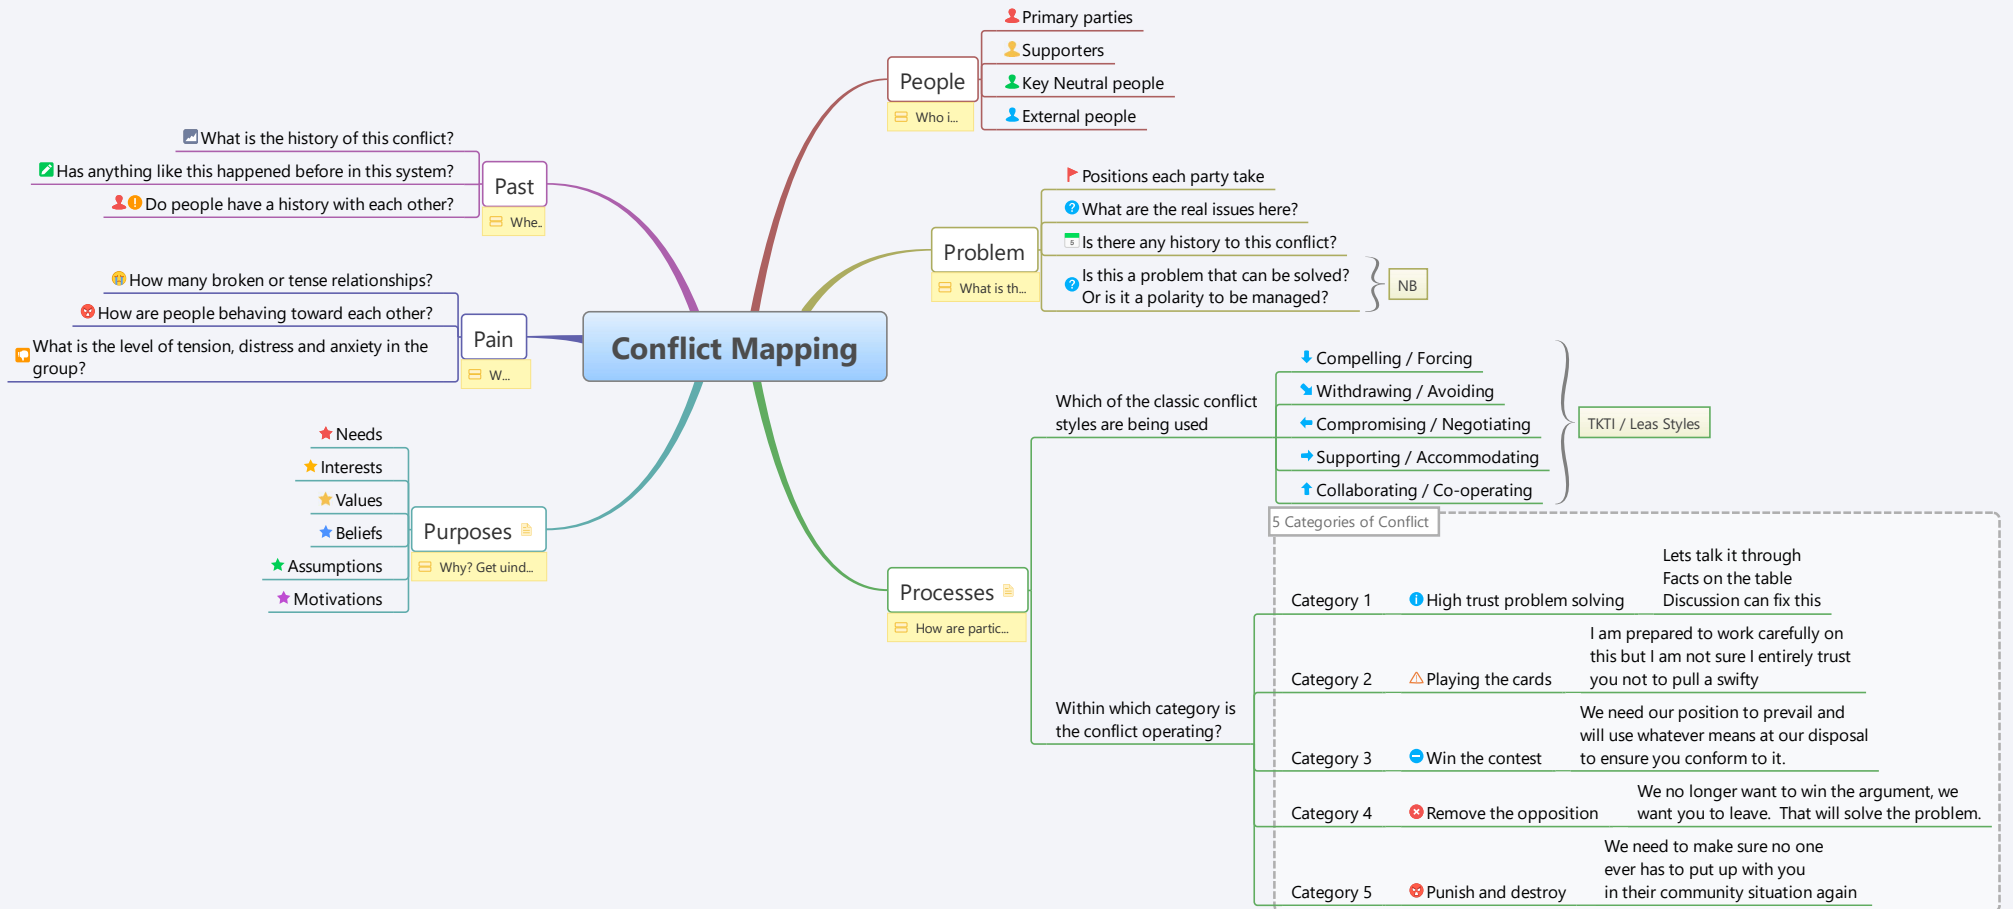 Conflict Mapping
People
Who i...
Primary parties
Supporters
Key Neutral people
External people
Problem
What is th...
Positions each party take
What are the real issues here?
Is there any history to this conflict?
5
Is this a problem that can be solved?
Or is it a polarity to be managed?
NB
Processes
How are partic...
Which of the classic conflict
styles are being used
Compelling / Forcing
Withdrawing / Avoiding
Compromising / Negotiating
Supporting / Accommodating
Collaborating / Co-operating
TKTI / Leas Styles
Within which category is
the conflict operating?
5 Categories of Conflict
Category 1
High trust problem solving
Lets talk it through
Facts on the table
Discussion can fix this
Category 2
Playing the cards
I am prepared to work carefully on
this but I am not sure I entirely trust
you not to pull a swifty
Category 3
Win the contest
We need our position to prevail and
will use whatever means at our disposal
to ensure you conform to it.
Category 4
Remove the opposition
We no longer want to win the argument, we
want you to leave.  That will solve the problem.
Category 5
Punish and destroy
We need to make sure no one
ever has to put up with you
in their community situation again
Past
Whe..
What is the history of this conflict?
Has anything like this happened before in this system?
Do people have a history with each other?
Pain
W...
How many broken or tense relationships?
How are people behaving toward each other?
What is the level of tension, distress and anxiety in the
group?
Purposes
Why? Get uind...
Needs
Interests
Values
Beliefs
Assumptions
Motivations